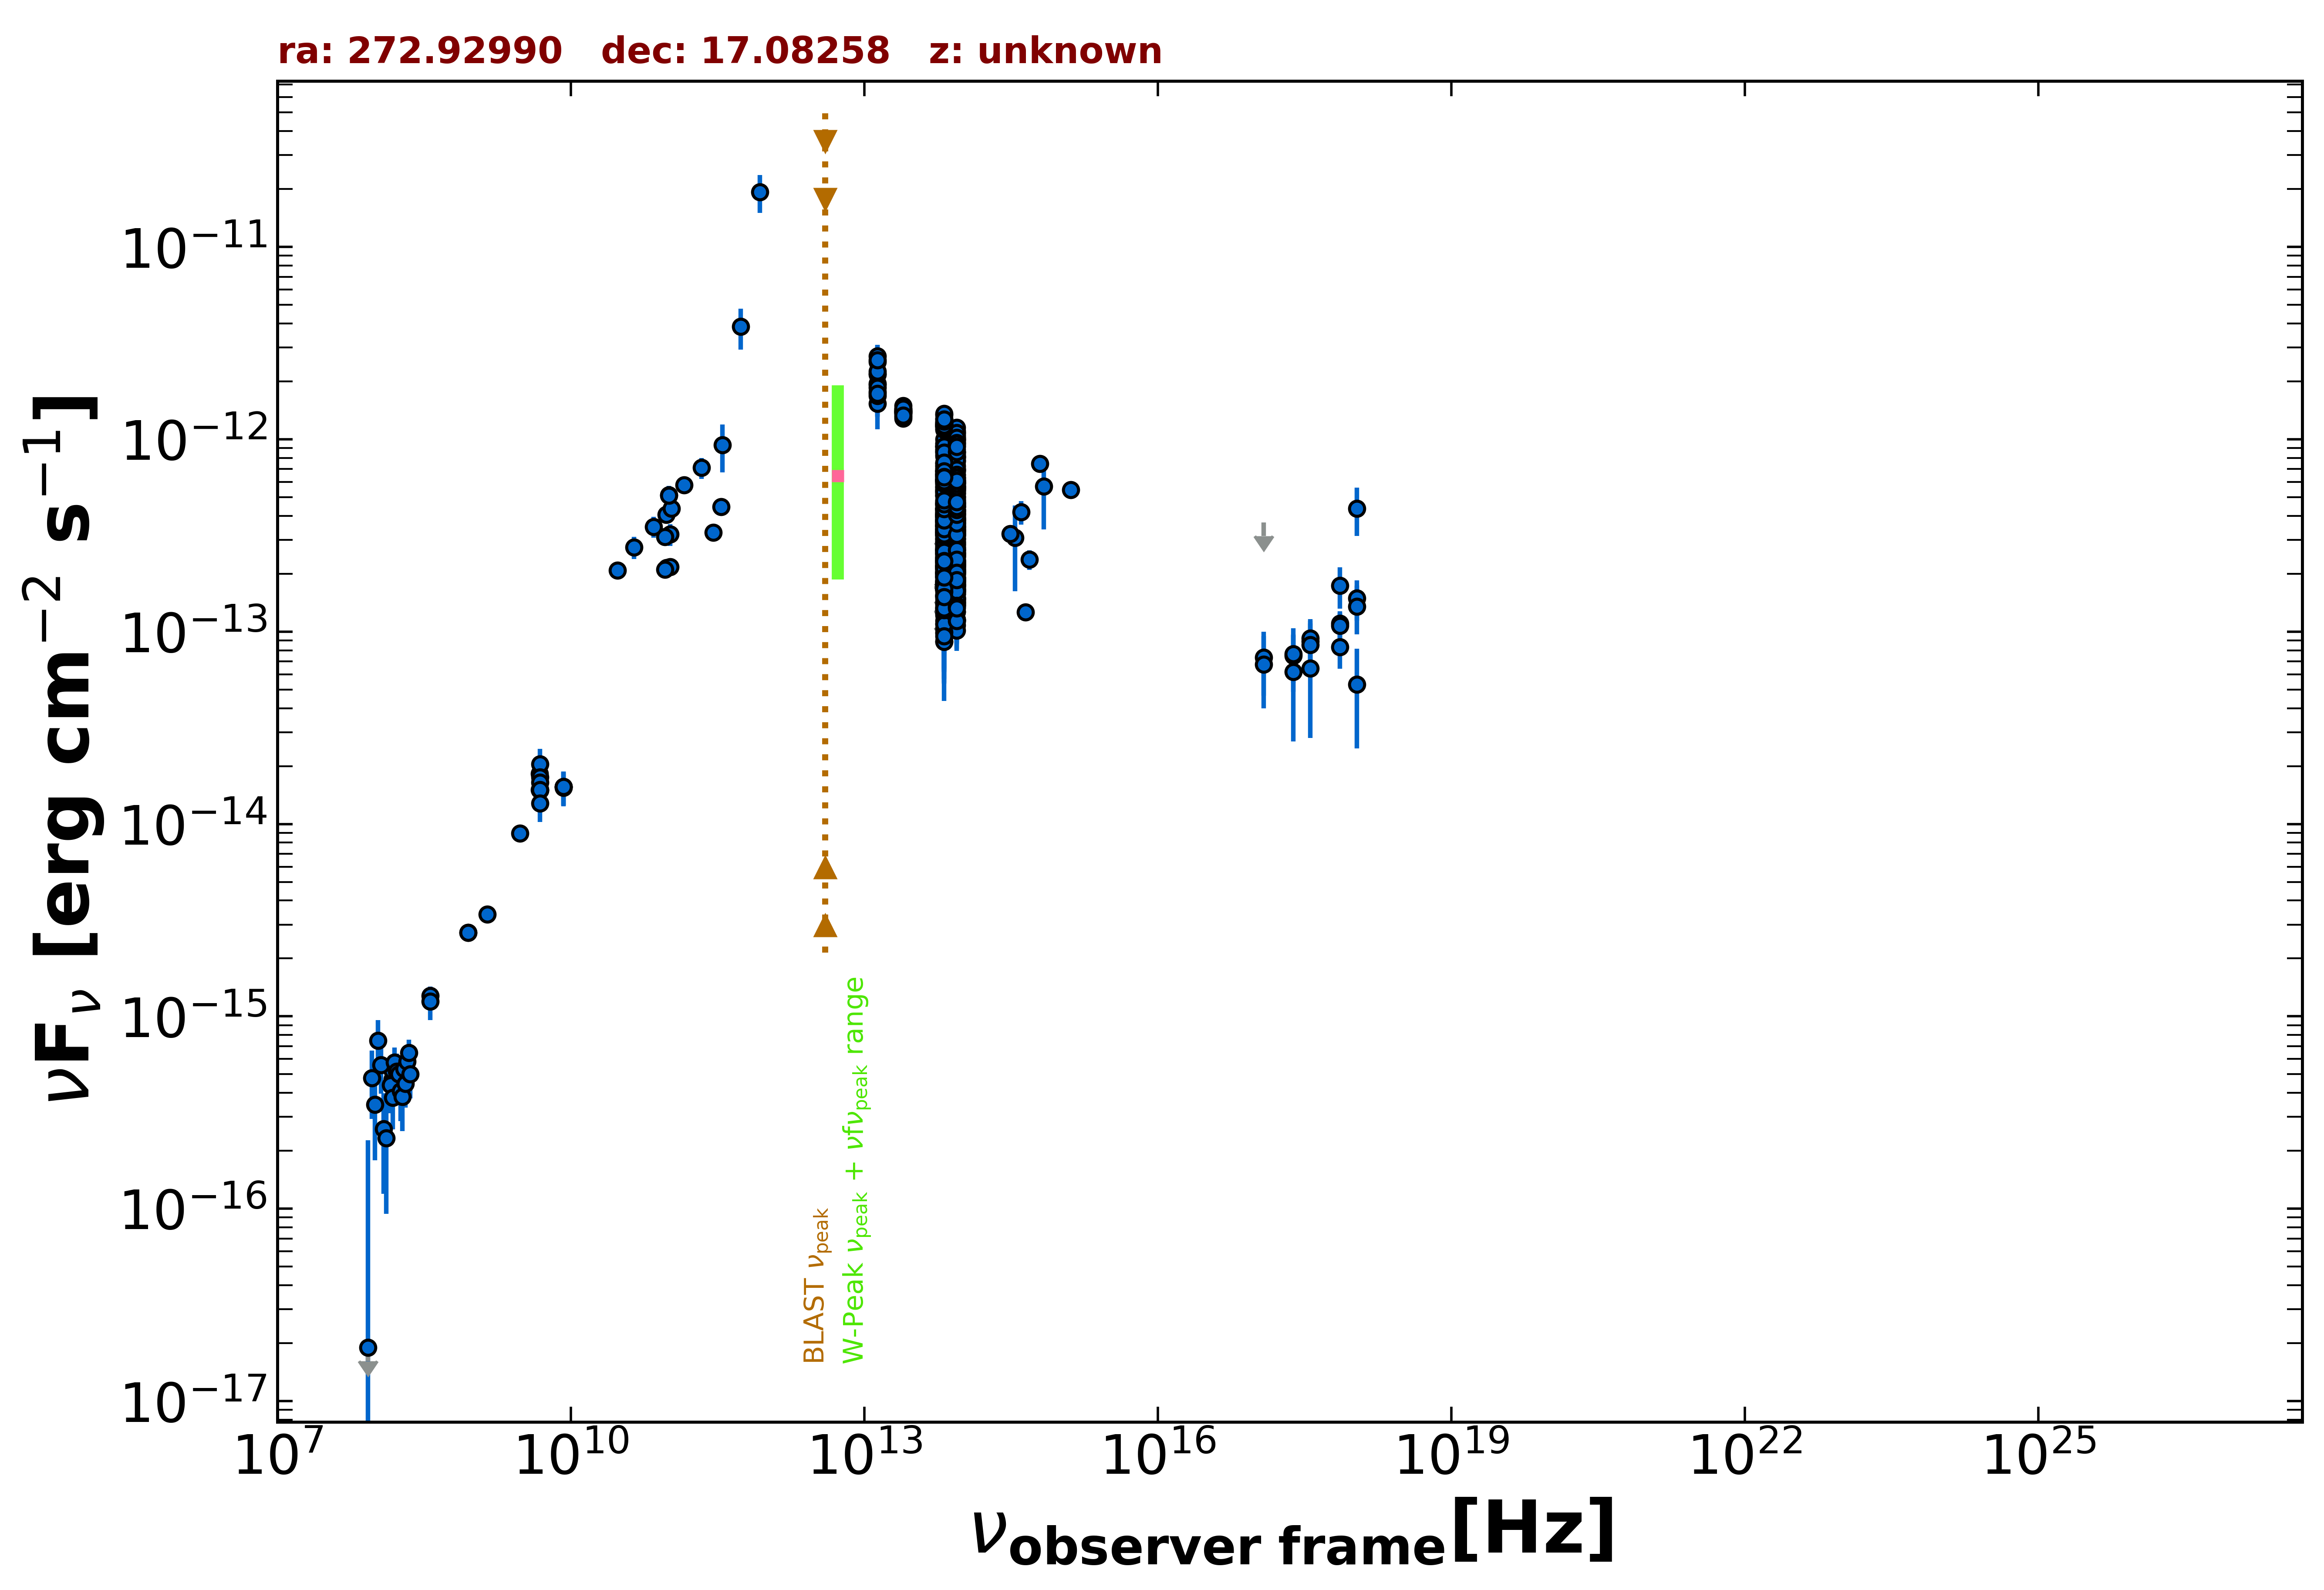 ra: 272.92990   dec: 17.08258   z: unknown
νFν [erg cm−2 s−1]
10−11
10−12
10−13
10−14
10−15
10−16
10−17
BLAST νpeak
W-Peak νpeak + νfνpeak range
107
1010
1013
1016
1019
1022
1025
νobserver frame[Hz]